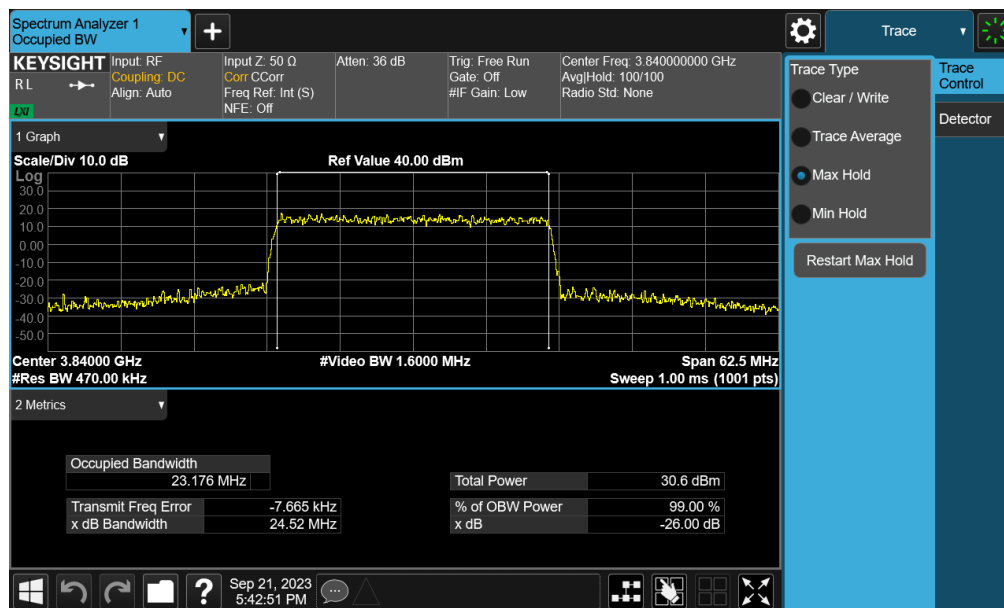 Spectrum Analyzer 1
Occupied BW
Trace
KEYSIGHT
R L
LXI
Input: RF
Coupling: DC
Align: Auto
Input Z: 50 Ω
Corr CCorr
Freq Ref: Int (S)
NFE: Off
Atten: 36 dB
Trig: Free Run
Gate: Off
#IF Gain: Low
Center Freq: 3.840000000 GHz
Avg|Hold: 100/100
Radio Std: None
Trace Type
Clear / Write
Trace Average
Max Hold
Min Hold
Restart Max Hold
Trace
Control
Detector
1 Graph
Scale/Div 10.0 dB
Ref Value 40.00 dBm
Log
30.0
20.0
10.0
0.00
-10.0
-20.0
-30.0
-40.0
-50.0
Center 3.84000 GHz
#Video BW 1.6000 MHz
Span 62.5 MHz
#Res BW 470.00 kHz
Sweep 1.00 ms (1001 pts)
2 Metrics
Occupied Bandwidth
23.176 MHz
Total Power 30.6 dBm
Transmit Freq Error -7.665 kHz
% of OBW Power 99.00 %
x dB Bandwidth 24.52 MHz
x dB -26.00 dB
?
Sep 21, 2023
5:42:51 PM